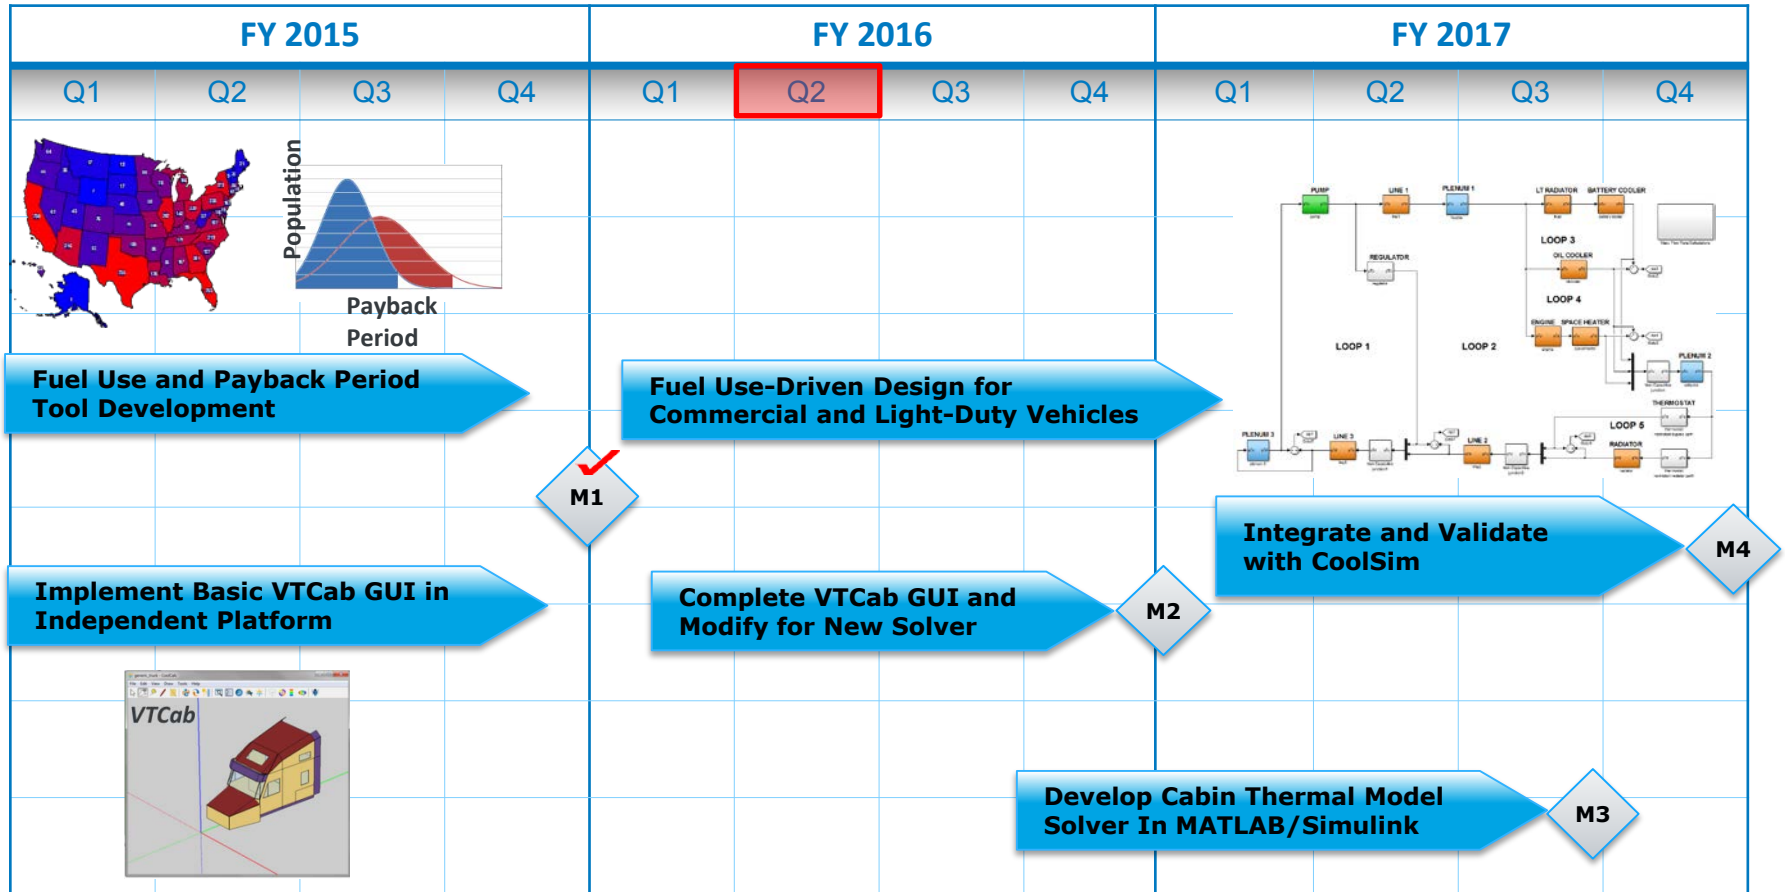 FY 2015
FY 2016
FY 2017
Q1
Q2
Q3
Q4
Q1
Q2
Q3
Q4
Q1
Q2
Q3
Q4
Population
Payback
Period
Fuel Use and Payback Period
Tool Development
Fuel Use-Driven Design for
Commercial and Light-Duty Vehicles
PUMP
LINE 1
PLENUM 1
LT RADIATOR
BATTERY COOLER
LOOP 3
REGULATOR
OIL COOLER
LOOP 4
ENGINE
SPACE HEATER
LOOP 1
LOOP 2
PLENUM 2
THERMOSTAT
LOOP 5
PLENUM 3
LINE 3
LINE 2
RADIATOR
M1
Integrate and Validate
with CoolSim
M4
Implement Basic VTCab GUI in
Independent Platform
Complete VTCab GUI and
Modify for New Solver
M2
VTCab
Develop Cabin Thermal Model
Solver In MATLAB/Simulink
M3